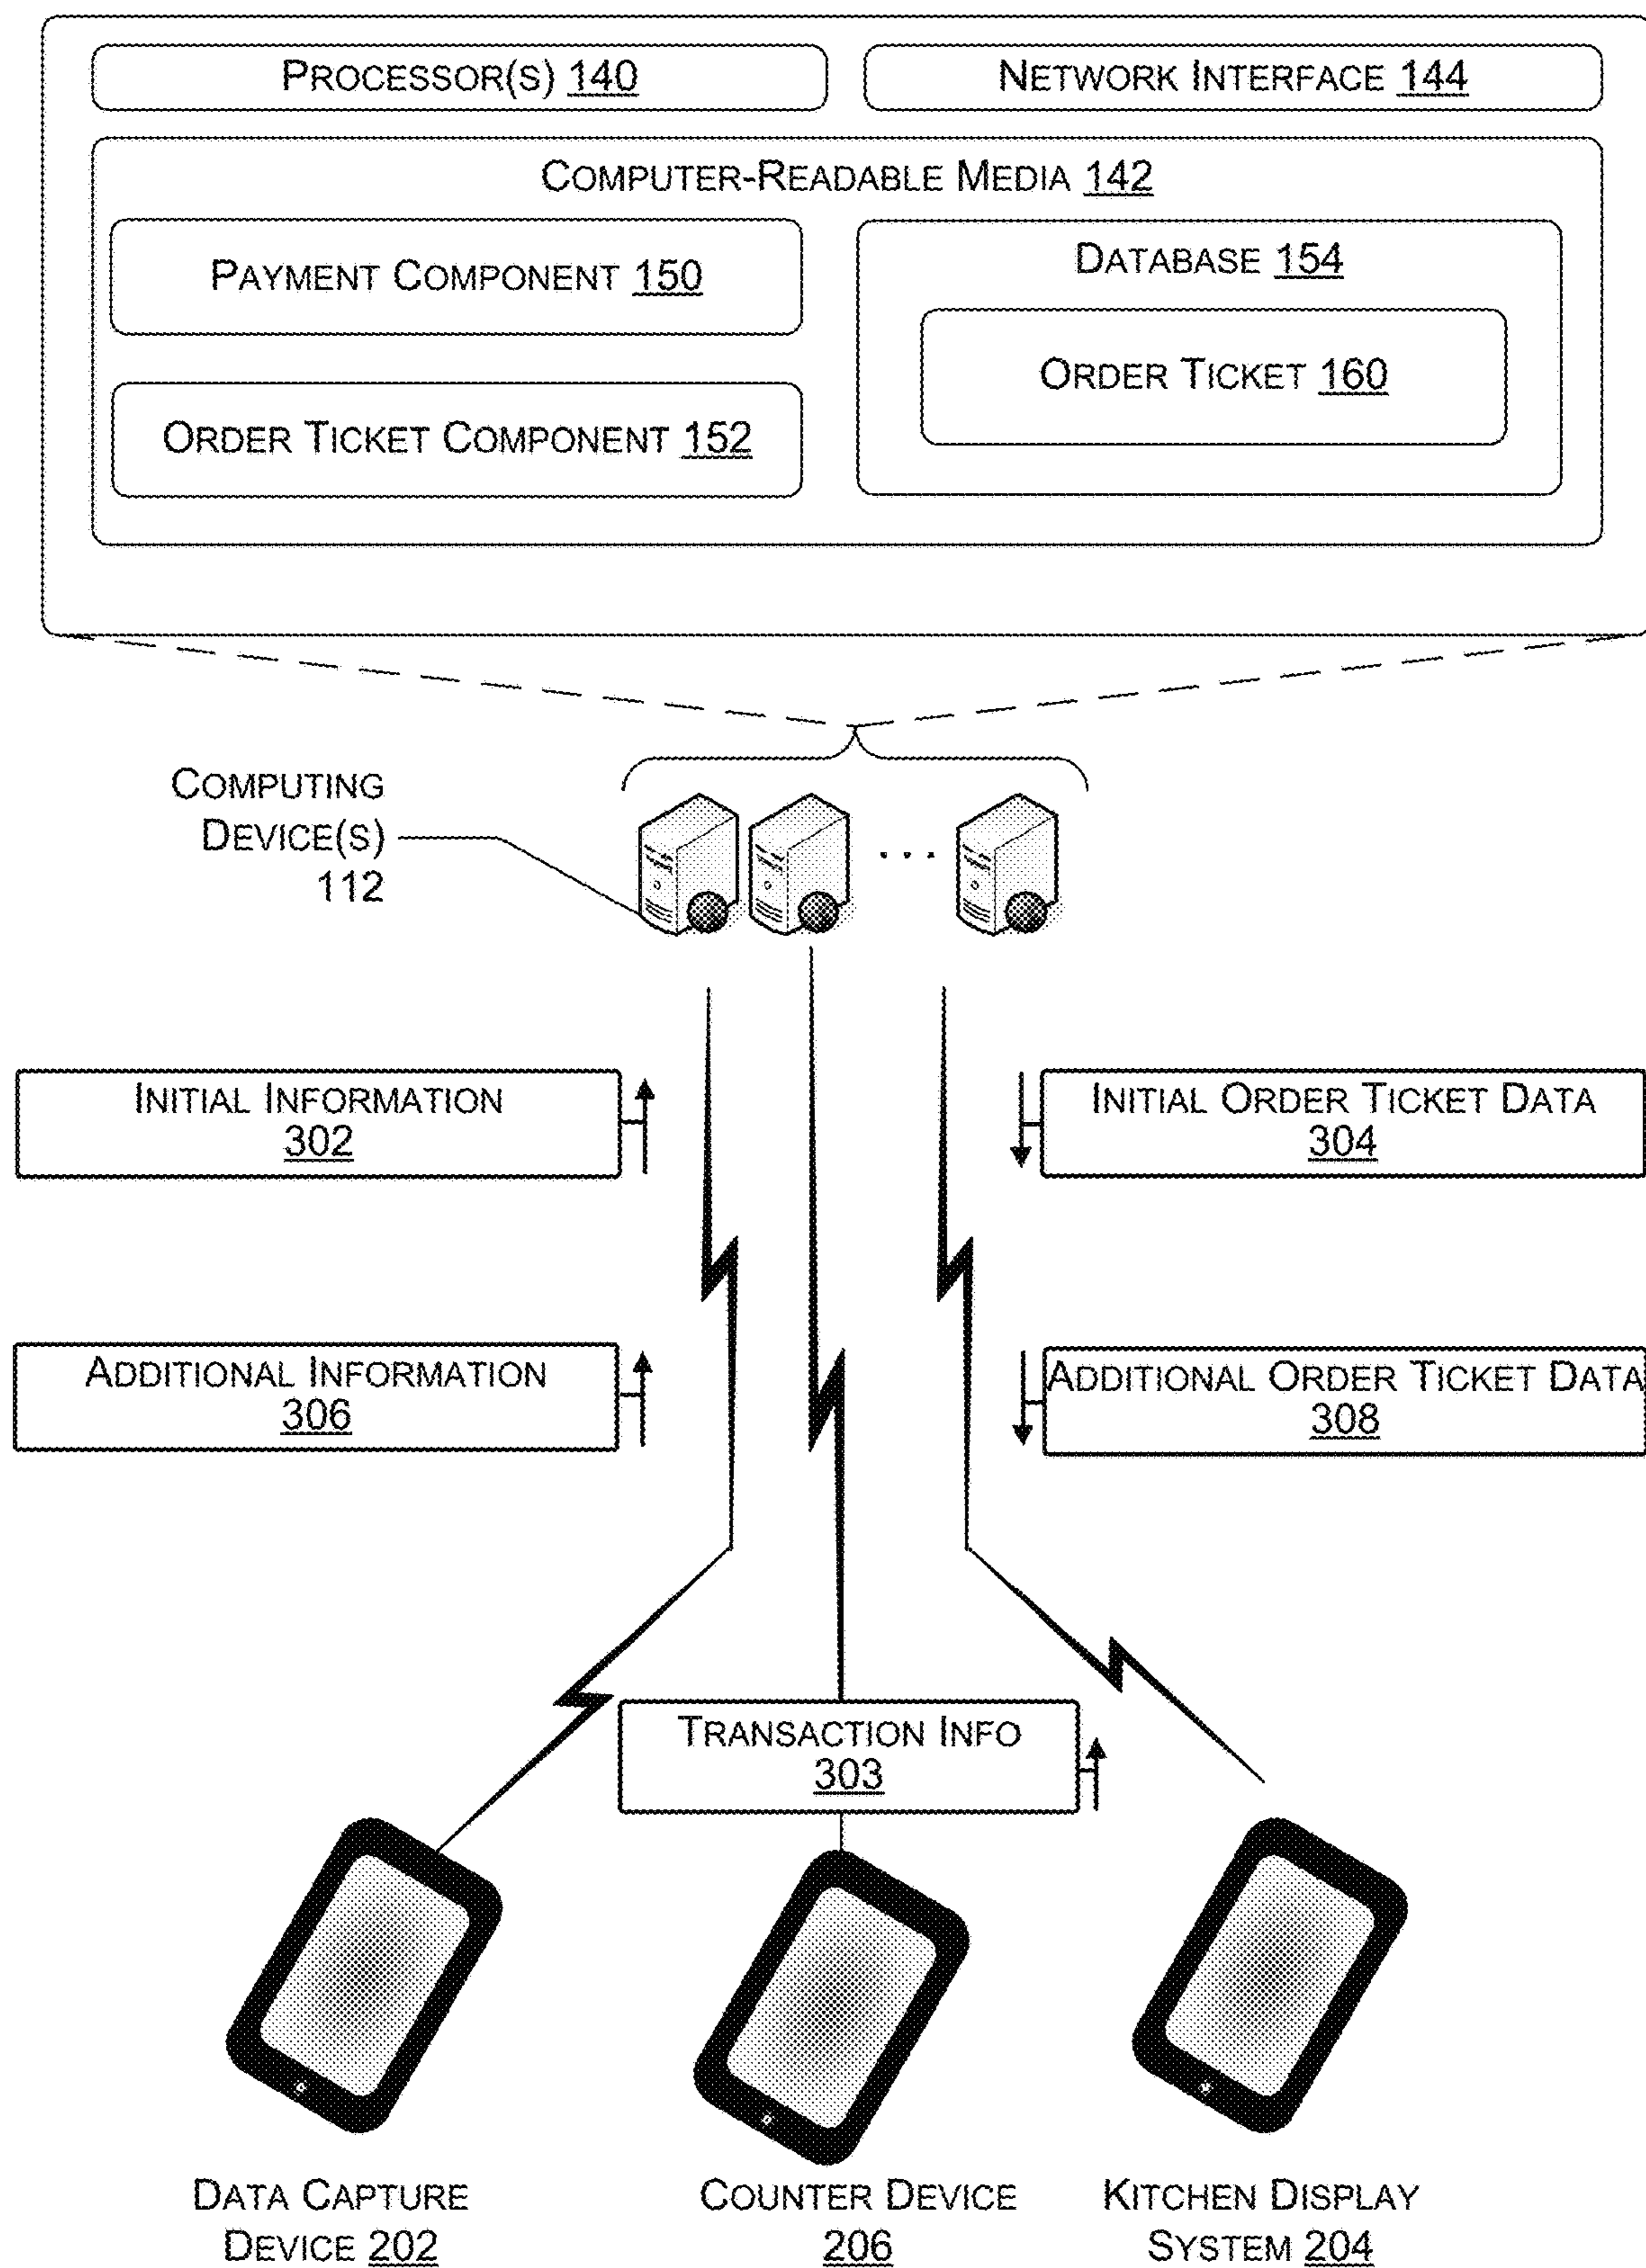 PROCESSOR(S) 140
NETWORK INTERFACE 144
COMPUTER-READABLE MEDIA 142
PAYMENT COMPONENT 150
DATABASE 154
ORDER TICKET 160
ORDER TICKET COMPONENT 152
COMPUTING
DEVICE(S)
112
...
INITIAL INFORMATION
302
INITIAL ORDER TICKET DATA
304
ADDITIONAL INFORMATION
306
ADDITIONAL ORDER TICKET DATA
308
TRANSACTION INFO
303
DATA CAPTURE
DEVICE 202
COUNTER DEVICE
206
KITCHEN DISPLAY
SYSTEM 204